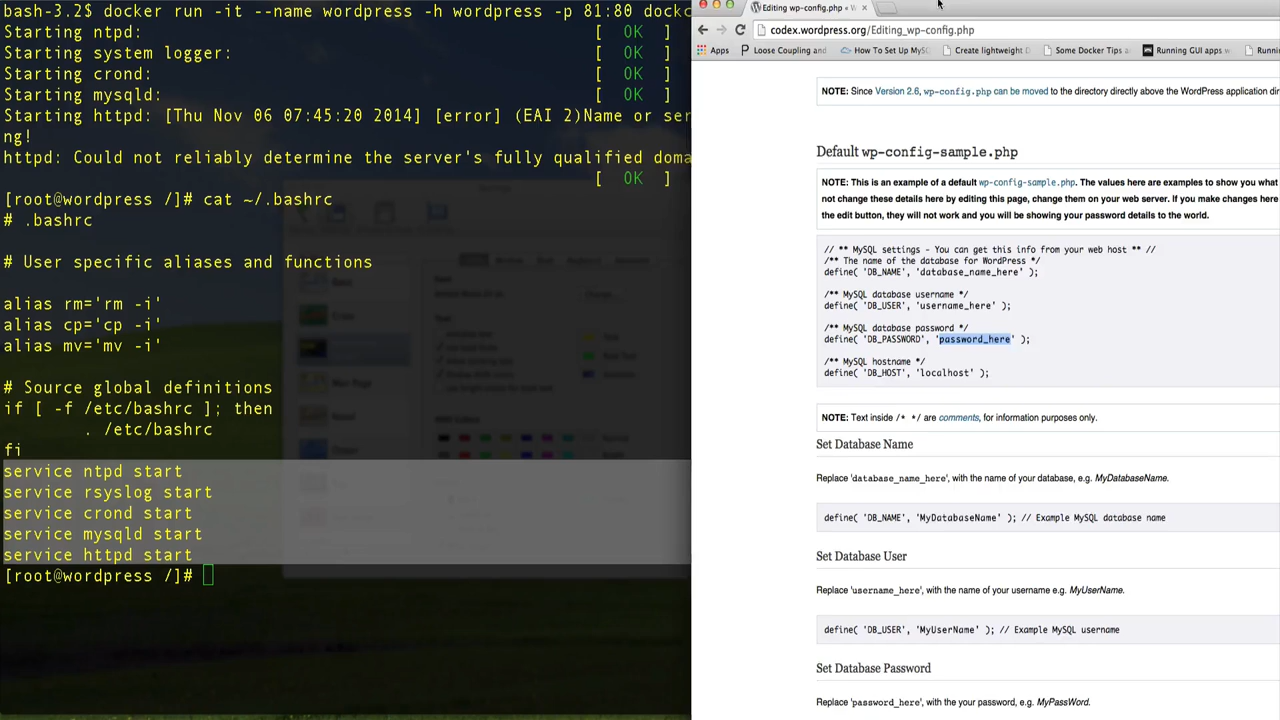 bash-3.2$ docker run -it --name wordpress -h wordpress -p 81:80 dockc
Starting ntpd: [ OK ]
Starting system logger: [ OK ]
Starting crond: [ OK ]
Starting mysqld: [ OK ]
Starting httpd: [Thu Nov 06 07:45:20 2014] [error] (EAI 2)Name or ser
ng!
httpd: Could not reliably determine the server's fully qualified doma
[ OK ]
[root@wordpress /]# cat ~/.bashrc
# .bashrc
# User specific aliases and functions
alias rm='rm -i'
alias cp='cp -i'
alias mv='mv -i'
# Source global definitions
if [ -f /etc/bashrc ]; then
. /etc/bashrc
fi
service ntpd start
service rsyslog start
service crond start
service mysqld start
service httpd start
[root@wordpress /]#
Editing wp-config.php « W
codex.wordpress.org/Editing_wp-config.php
Apps Loose Coupling and How To Set Up MySQ Create lightweight D Some Docker Tips a Running GUI apps w Runnin
NOTE: Since Version 2.6, wp-config.php can be moved to the directory directly above the WordPress application dir
Default wp-config-sample.php
NOTE: This is an example of a default wp-config-sample.php. The values here are examples to show you what
not change these details here by editing this page, change them on your web server. If you make changes here
the edit button, they will not work and you will be showing your password details to the world.
// ** MySQL settings - You can get this info from your web host ** //
/** The name of the database for WordPress */
define( 'DB_NAME', 'database_name_here' );
/** MySQL database username */
define( 'DB_USER', 'username_here' );
/** MySQL database password */
define( 'DB_PASSWORD', 'password_here' );
/** MySQL hostname */
define( 'DB_HOST', 'localhost' );
NOTE: Text inside /* */ are comments, for information purposes only.
Set Database Name
Replace 'database_name_here', with the name of your database, e.g. MyDatabaseName.
define( 'DB_NAME', 'MyDatabaseName' ); // Example MySQL database name
Set Database User
Replace 'username_here', with the name of your username e.g. MyUserName.
define( 'DB_USER', 'MyUserName' ); // Example MySQL username
Set Database Password
Replace 'password_here', with the your password, e.g. MyPassWord.